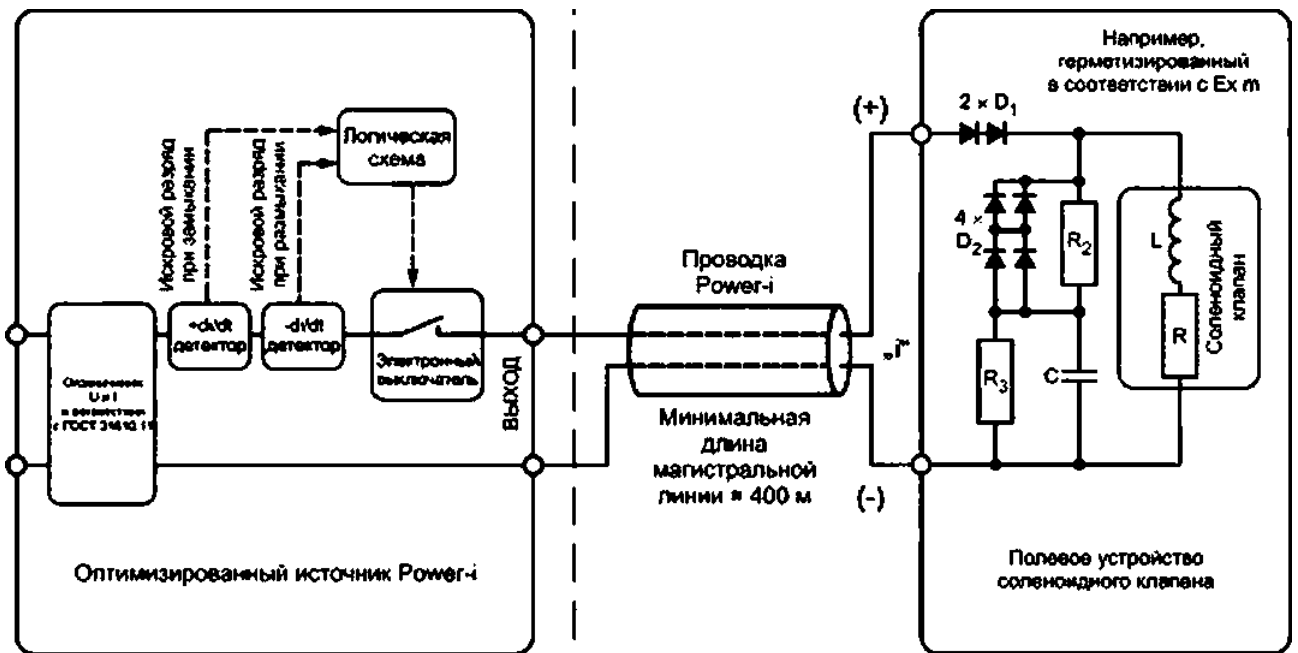 Искровой разряд
при замыкании
Искровой разряд
при размыкании
Логическая
схема
+di/dt
детектор
-di/dt
детектор
Электронный
выключатель
U и I
в соответствии
с ГОСТ
ВЫХОД
Оптимизированный источник Power-i
Проводка
Power-i
Минимальная
длина
магистральной
линии = 400 м
(+)
„i“
(-)
Например,
герметизированный
в соответствии с Ex m
2 × D1
4 ×
D2
R2
R3
C
L
R
Соленоидный
клапан
Полевое устройство
соленоидного клапана